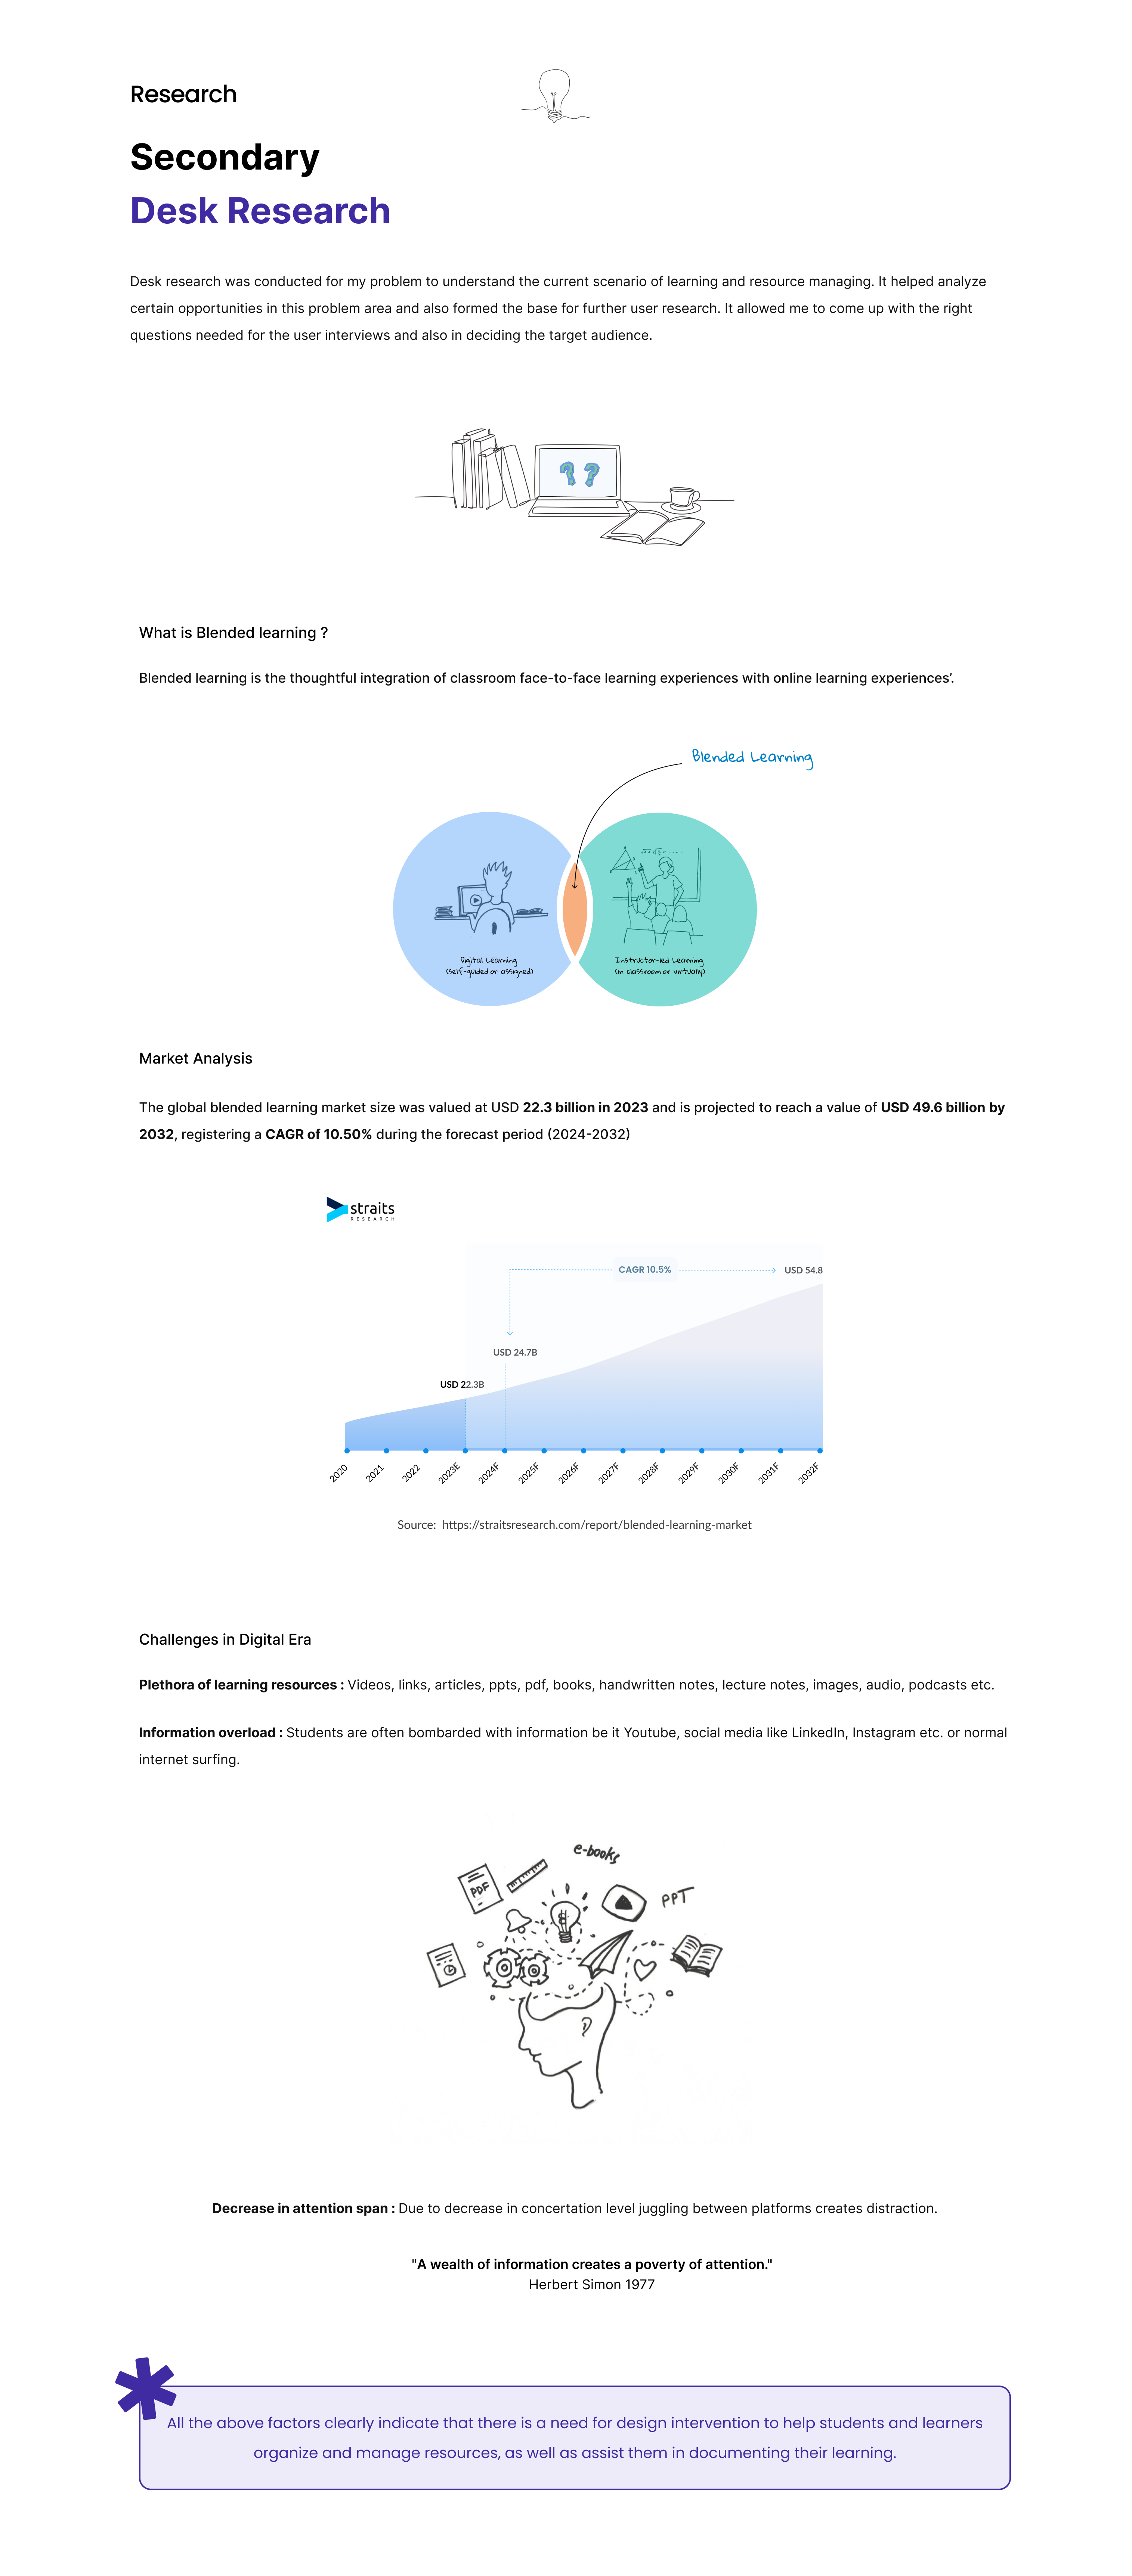 Research
Secondary
Desk Research
Desk research was conducted for my problem to understand the current scenario of learning and resource managing. It helped analyze
certain opportunities in this problem area and also formed the base for further user research. It allowed me to come up with the right
questions needed for the user interviews and also in deciding the target audience.
? ?
What is Blended learning ?
Blended learning is the thoughtful integration of classroom face-to-face learning experiences with online learning experiences’.
Blended Learning
Digital Learning
(self-guided or assigned)
Instructor-led Learning
(in classroom or virtually)
Market Analysis
The global blended learning market size was valued at USD 22.3 billion in 2023 and is projected to reach a value of USD 49.6 billion by
2032, registering a CAGR of 10.50% during the forecast period (2024-2032)
straits
RESEARCH
CAGR 10.5%
USD 54.8
USD 24.7B
USD 22.3B
2020
2021
2022
2023E
2024F
2025F
2026F
2027F
2028F
2029F
2030F
2031F
2032F
Source: https://straitsresearch.com/report/blended-learning-market
Challenges in Digital Era
Plethora of learning resources : Videos, links, articles, ppts, pdf, books, handwritten notes, lecture notes, images, audio, podcasts etc.
Information overload : Students are often bombarded with information be it Youtube, social media like LinkedIn, Instagram etc. or normal
internet surfing.
e-books
PDF
PPT
Decrease in attention span : Due to decrease in concertation level juggling between platforms creates distraction.
"A wealth of information creates a poverty of attention."
Herbert Simon 1977
All the above factors clearly indicate that there is a need for design intervention to help students and learners
organize and manage resources, as well as assist them in documenting their learning.